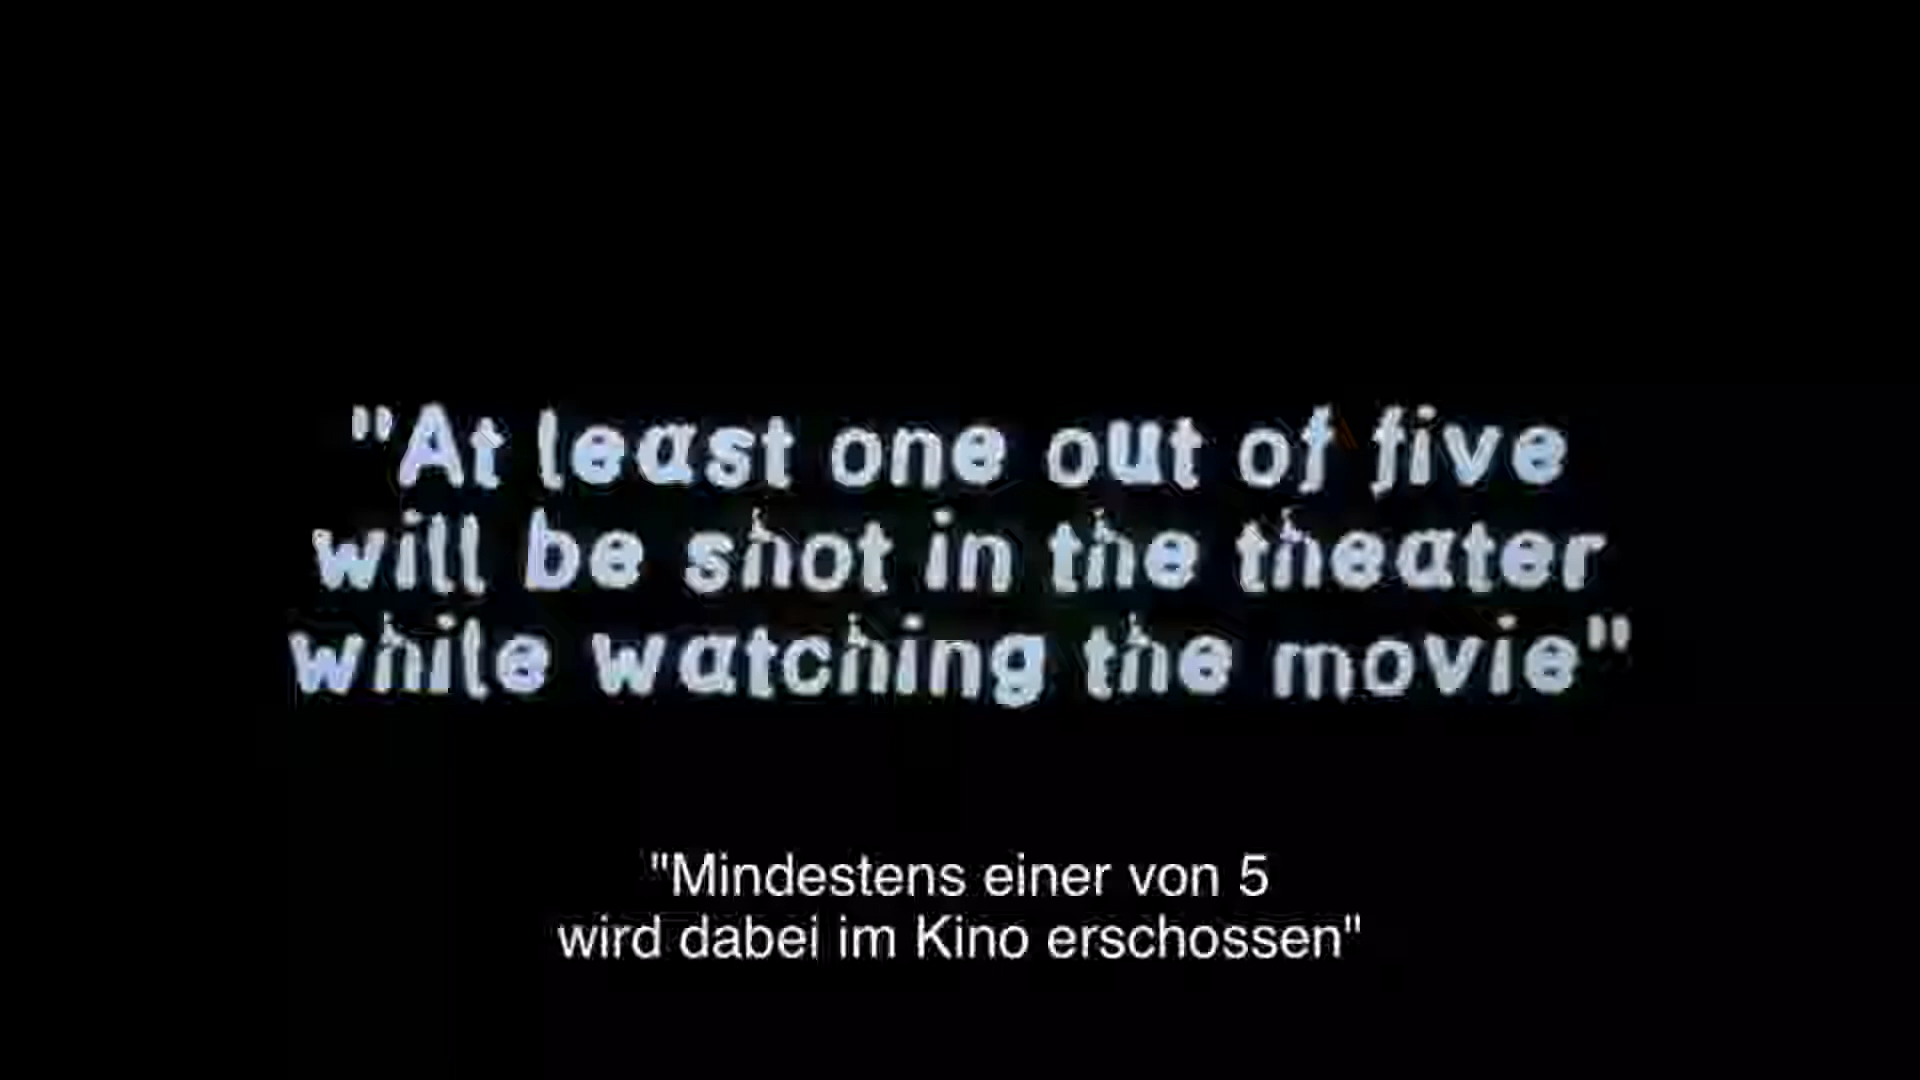 "At least one out of five
will be shot in the theater
while watching the movie"
"Mindestens einer von 5
wird dabei im Kino erschossen"